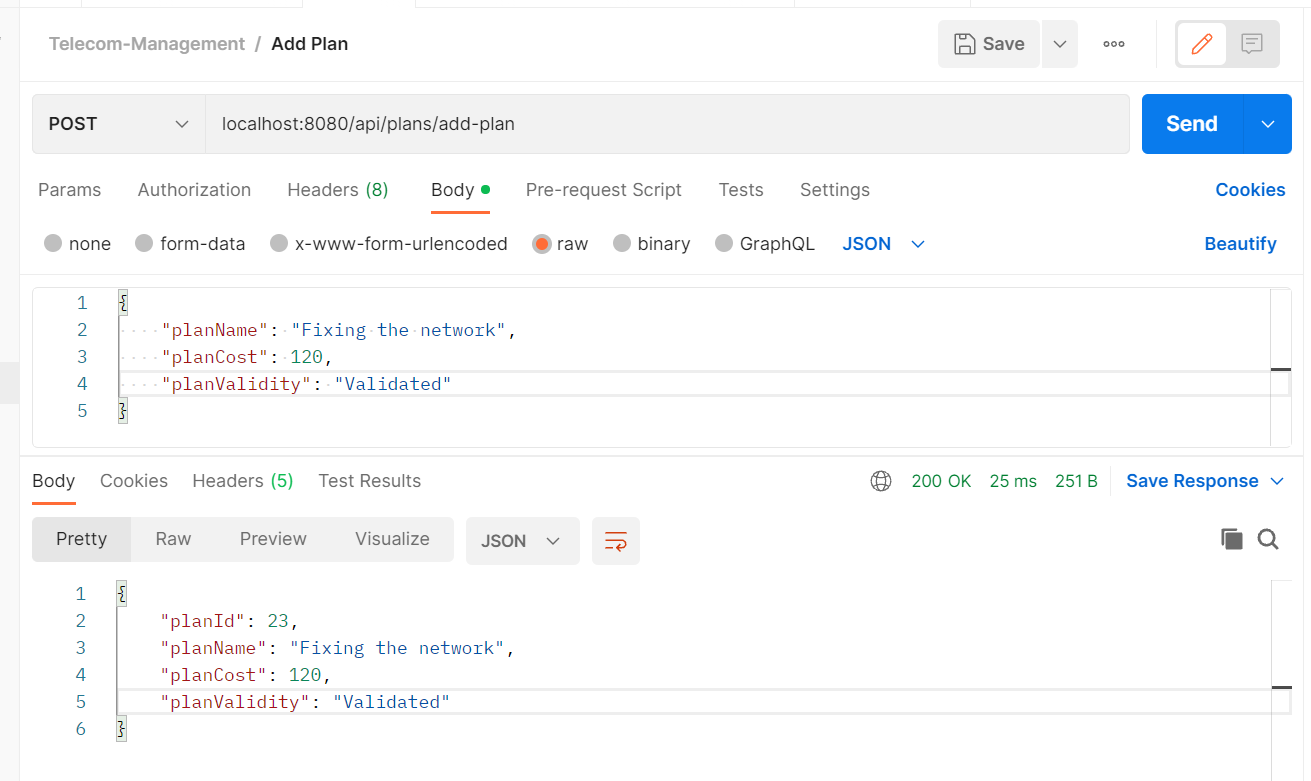 Telecom-Management / Add Plan
Save
POST localhost:8080/api/plans/add-plan Send
Params Authorization Headers (8) Body Pre-request Script Tests Settings Cookies
none form-data x-www-form-urlencoded raw binary GraphQL JSON Beautify
1 {
2 "planName": "Fixing the network",
3 "planCost": 120,
4 "planValidity": "Validated"
5 }
Body Cookies Headers (5) Test Results 200 OK 25 ms 251 B Save Response
Pretty Raw Preview Visualize JSON
1 {
2 "planId": 23,
3 "planName": "Fixing the network",
4 "planCost": 120,
5 "planValidity": "Validated"
6 }